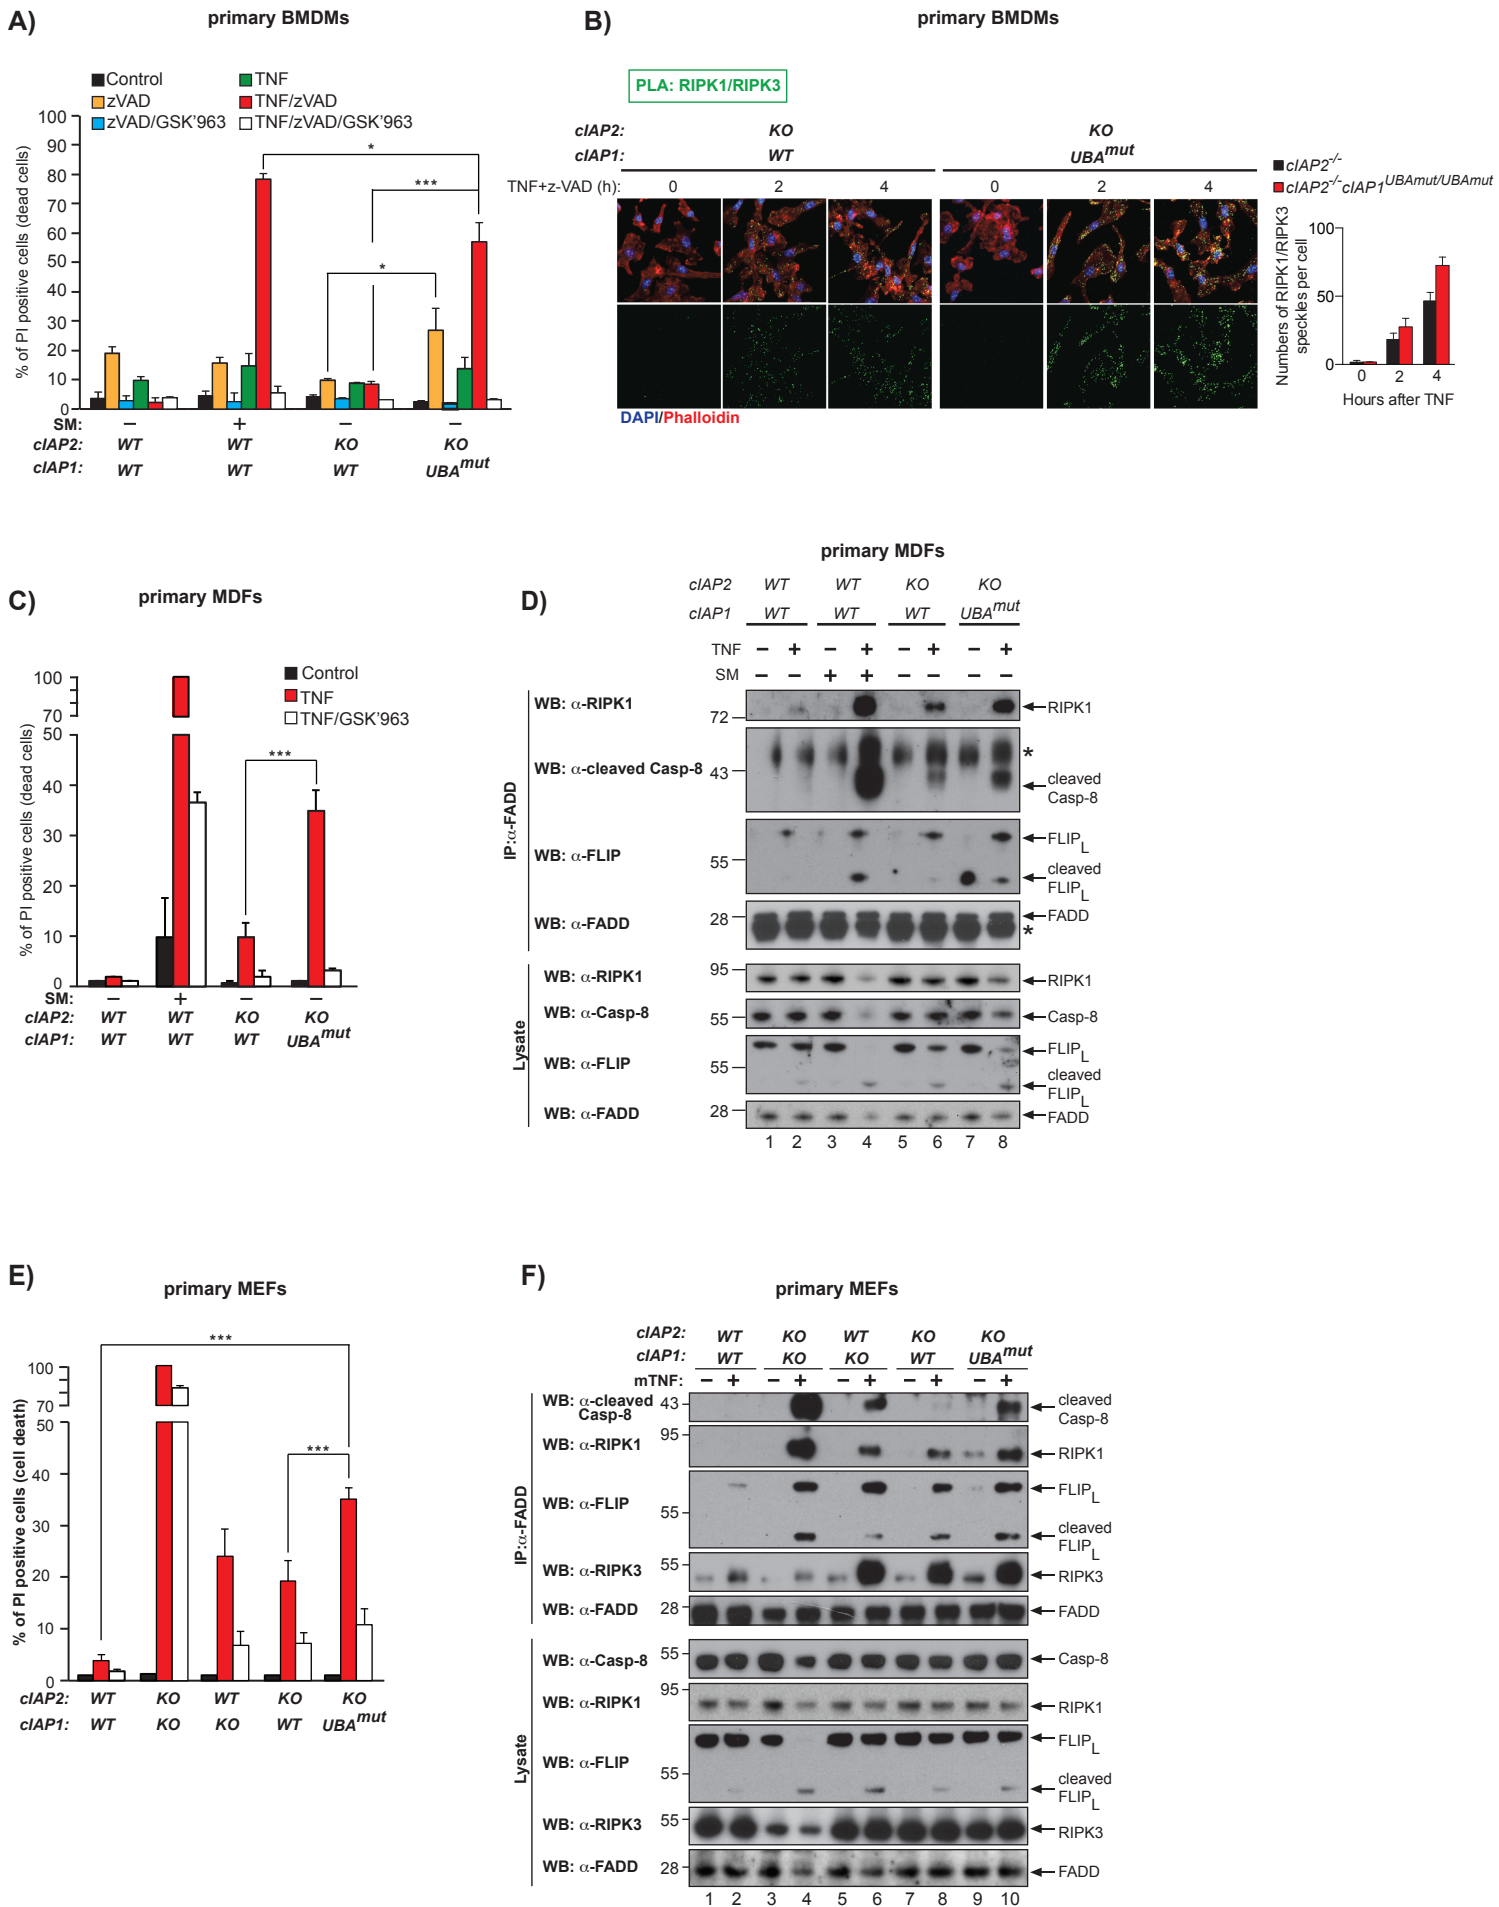 A)
primary BMDMs
Control
TNF
zVAD
TNF/zVAD
zVAD/GSK'963
TNF/zVAD/GSK'963
% of PI positive cells (dead cells)
100
90
80
70
60
50
40
30
20
10
0
*
***
*
SM: – + – –
cIAP2: WT WT KO KO
cIAP1: WT WT WT UBAmut
B)
primary BMDMs
PLA: RIPK1/RIPK3
cIAP2: KO KO
cIAP1: WT UBAmut
TNF+z-VAD (h): 0 2 4 0 2 4
DAPI/Phalloidin
cIAP2-/-
cIAP2-/-cIAP1UBAmut/UBAmut
Numbers of RIPK1/RIPK3
speckles per cell
100
50
0
0 2 4
Hours after TNF
C)
primary MDFs
Control
TNF
TNF/GSK'963
% of PI positive cells (dead cells)
100
70
50
40
30
20
10
0
***
SM: – + – –
cIAP2: WT WT KO KO
cIAP1: WT WT WT UBAmut
D)
primary MDFs
cIAP2 WT WT KO KO
cIAP1 WT WT WT UBAmut
TNF – + – + – + – +
SM – – + + – – – –
IP:α-FADD
WB: α-RIPK1
72
RIPK1
WB: α-cleaved Casp-8
43
*
cleaved
Casp-8
WB: α-FLIP
55
FLIPL
cleaved
FLIPL
WB: α-FADD
28
FADD
*
Lysate
WB: α-RIPK1
95
RIPK1
WB: α-Casp-8
55
Casp-8
WB: α-FLIP
55
FLIPL
cleaved
FLIPL
WB: α-FADD
28
FADD
1 2 3 4 5 6 7 8
E)
primary MEFs
% of PI positive cells (cell death)
100
70
50
40
30
20
10
0
***
***
cIAP2: WT KO WT KO KO
cIAP1: WT KO KO WT UBAmut
F)
primary MEFs
cIAP2: WT KO WT KO KO
cIAP1: WT KO KO WT UBAmut
mTNF: – + – + – + – + – +
IP:α-FADD
WB: α-cleaved
Casp-8
43
cleaved
Casp-8
WB: α-RIPK1
95
RIPK1
WB: α-FLIP
55
FLIPL
cleaved
FLIPL
WB: α-RIPK3
55
RIPK3
WB: α-FADD
28
FADD
Lysate
WB: α-Casp-8
55
Casp-8
WB: α-RIPK1
95
RIPK1
WB: α-FLIP
55
FLIPL
cleaved
FLIPL
WB: α-RIPK3
55
RIPK3
WB: α-FADD
28
FADD
1 2 3 4 5 6 7 8 9 10